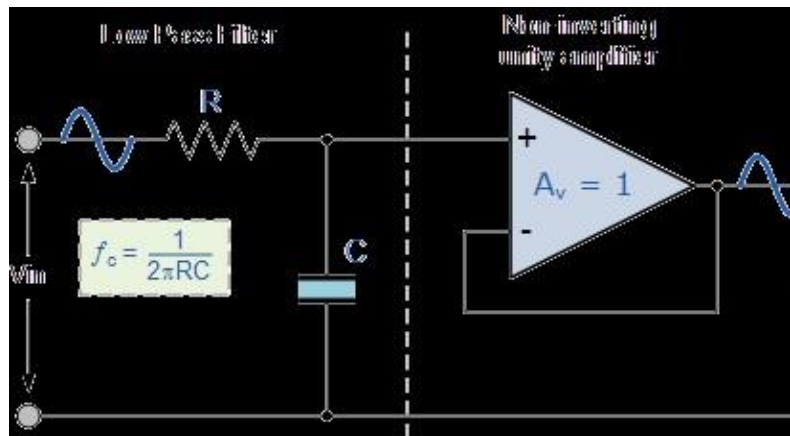 Low Pass Filter
Non-inverting
unity amplifier
R
+
Av = 1
-
fc = 1
2πRC
C
Vin